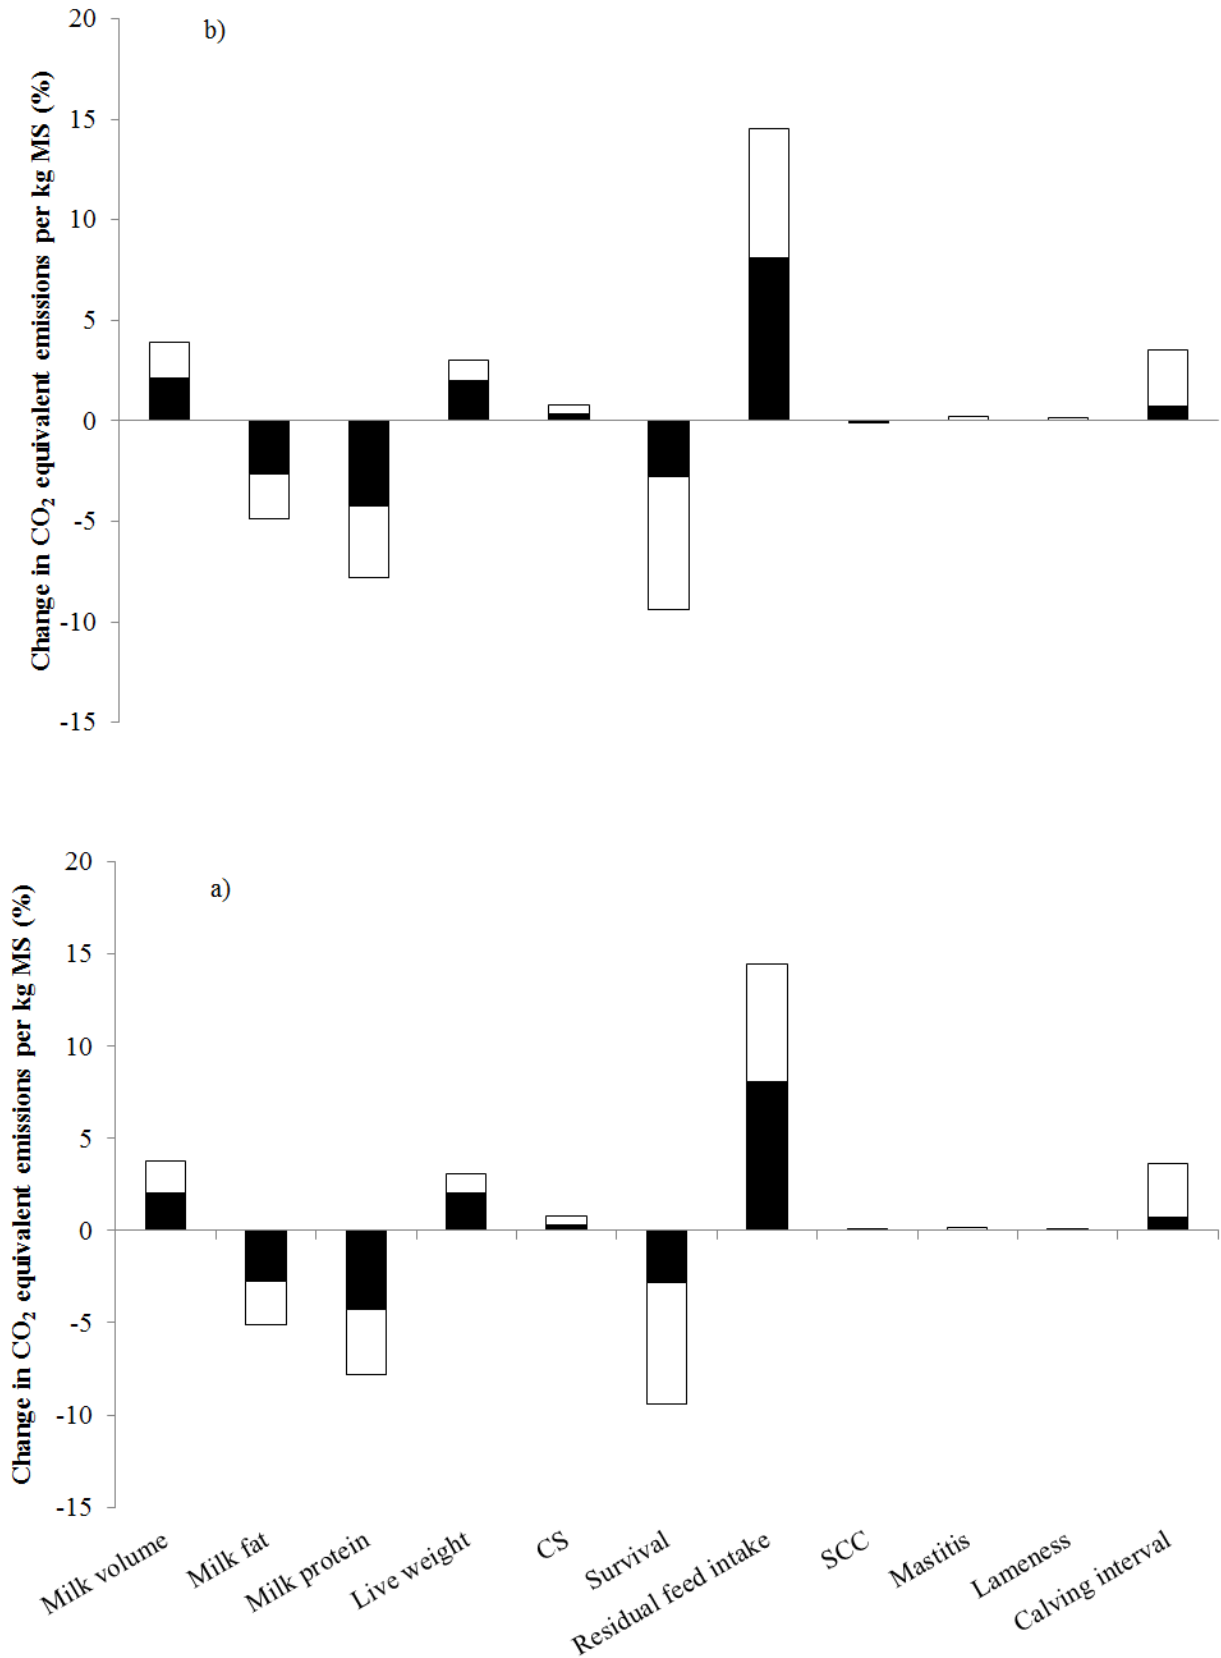 b)
Change in CO₂ equivalent emissions per kg MS (%)
20
15
10
5
0
-5
-10
-15
a)
Change in CO₂ equivalent emissions per kg MS (%)
20
15
10
5
0
-5
-10
-15
Milk volume
Milk fat
Milk protein
Live weight
CS
Survival
Residual feed intake
SCC
Mastitis
Lameness
Calving interval